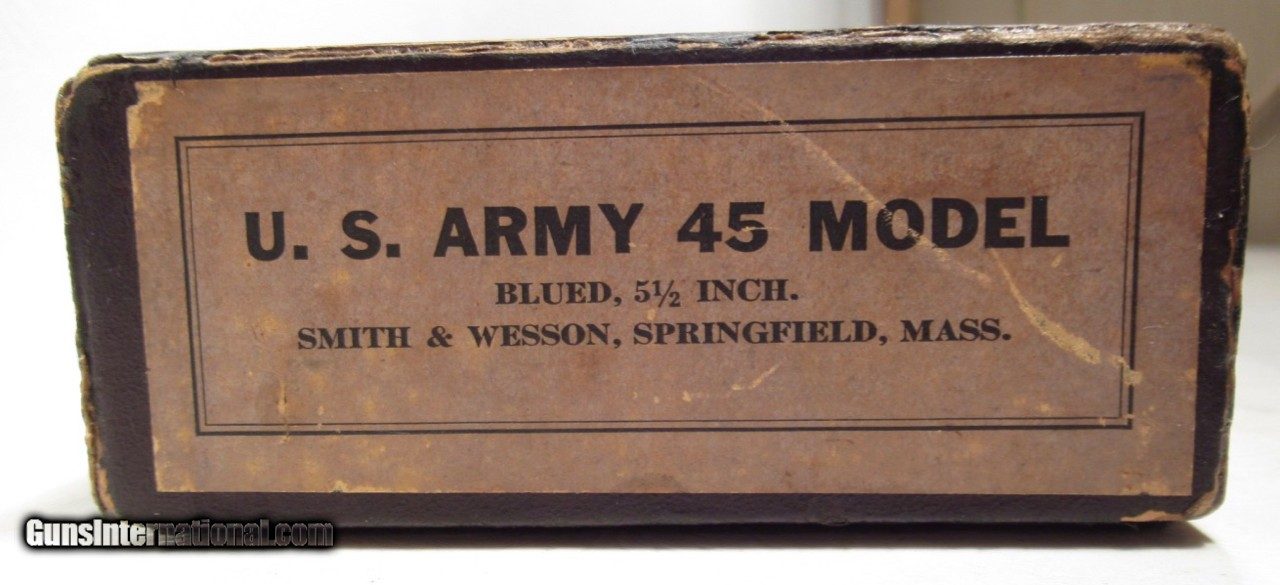 U. S. ARMY 45 MODEL
BLUED, 5½ INCH.
SMITH & WESSON, SPRINGFIELD, MASS.
GunsInternational.com